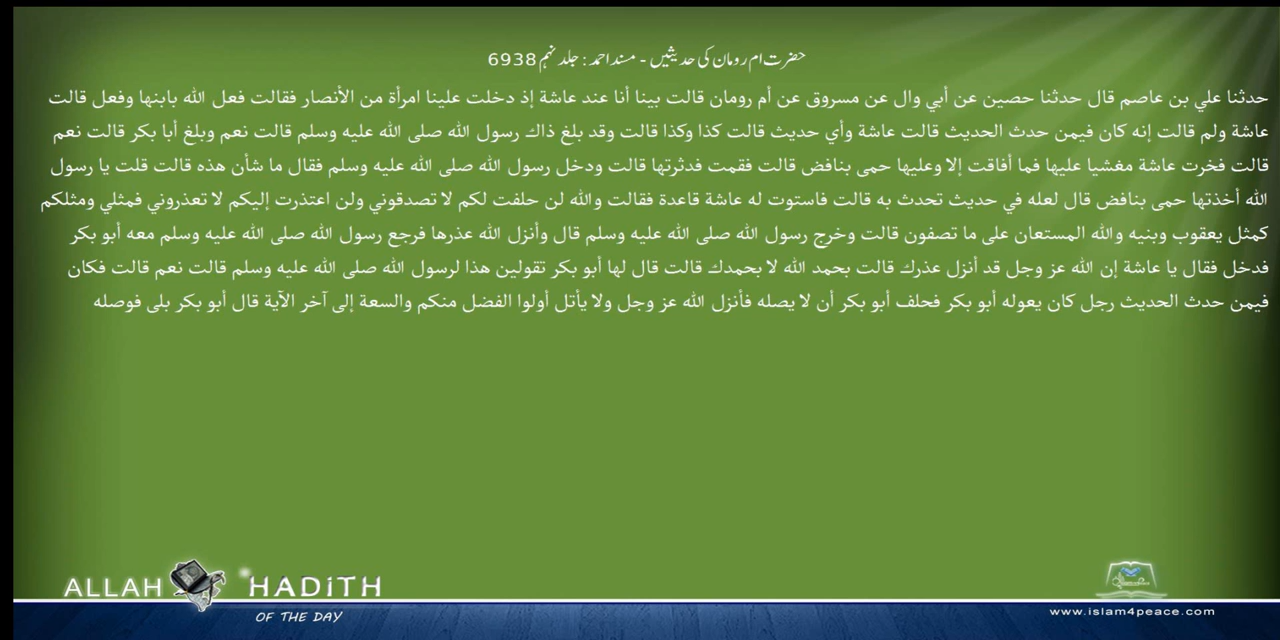 حضرت ام رومان کی حدیثیں - مسند احمد : جلد نہم 6938
حدثنا علي بن عاصم قال حدثنا حصين عن أبي وال عن مسروق عن أم رومان قالت بينا أنا عند عاشة إذ دخلت علينا امرأة من الأنصار فقالت فعل الله بابنها وفعل قالت
عاشة ولم قالت إنه كان فيمن حدث الحديث قالت عاشة وأي حديث قالت كذا وكذا قالت وقد بلغ ذاك رسول الله صلى الله عليه وسلم قالت نعم وبلغ أبا بكر قالت نعم
قالت فخرت عاشة مغشيا عليها فما أفاقت إلا وعليها حمى بنافض قالت فقمت فدثرتها قالت ودخل رسول الله صلى الله عليه وسلم فقال ما شأن هذه قالت قلت يا رسول
الله أخذتها حمى بنافض قال لعله في حديث تحدث به قالت فاستوت له عاشة قاعدة فقالت والله لن حلفت لكم لا تصدقوني ولن اعتذرت إليكم لا تعذروني فمثلي ومثلكم
كمثل يعقوب وبنيه والله المستعان على ما تصفون قالت وخرج رسول الله صلى الله عليه وسلم قال وأنزل الله عذرها فرجع رسول الله صلى الله عليه وسلم معه أبو بكر
فدخل فقال يا عاشة إن الله عز وجل قد أنزل عذرك قالت بحمد الله لا بحمدك قالت قال لها أبو بكر تقولين هذا لرسول الله صلى الله عليه وسلم قالت نعم قالت فكان
فيمن حدث الحديث رجل كان يعوله أبو بكر فحلف أبو بكر أن لا يصله فأنزل الله عز وجل ولا يأتل أولوا الفضل منكم والسعة إلى آخر الآية قال أبو بكر بلى فوصله
ALLAH HADiTH
OF THE DAY
www.islam4peace.com